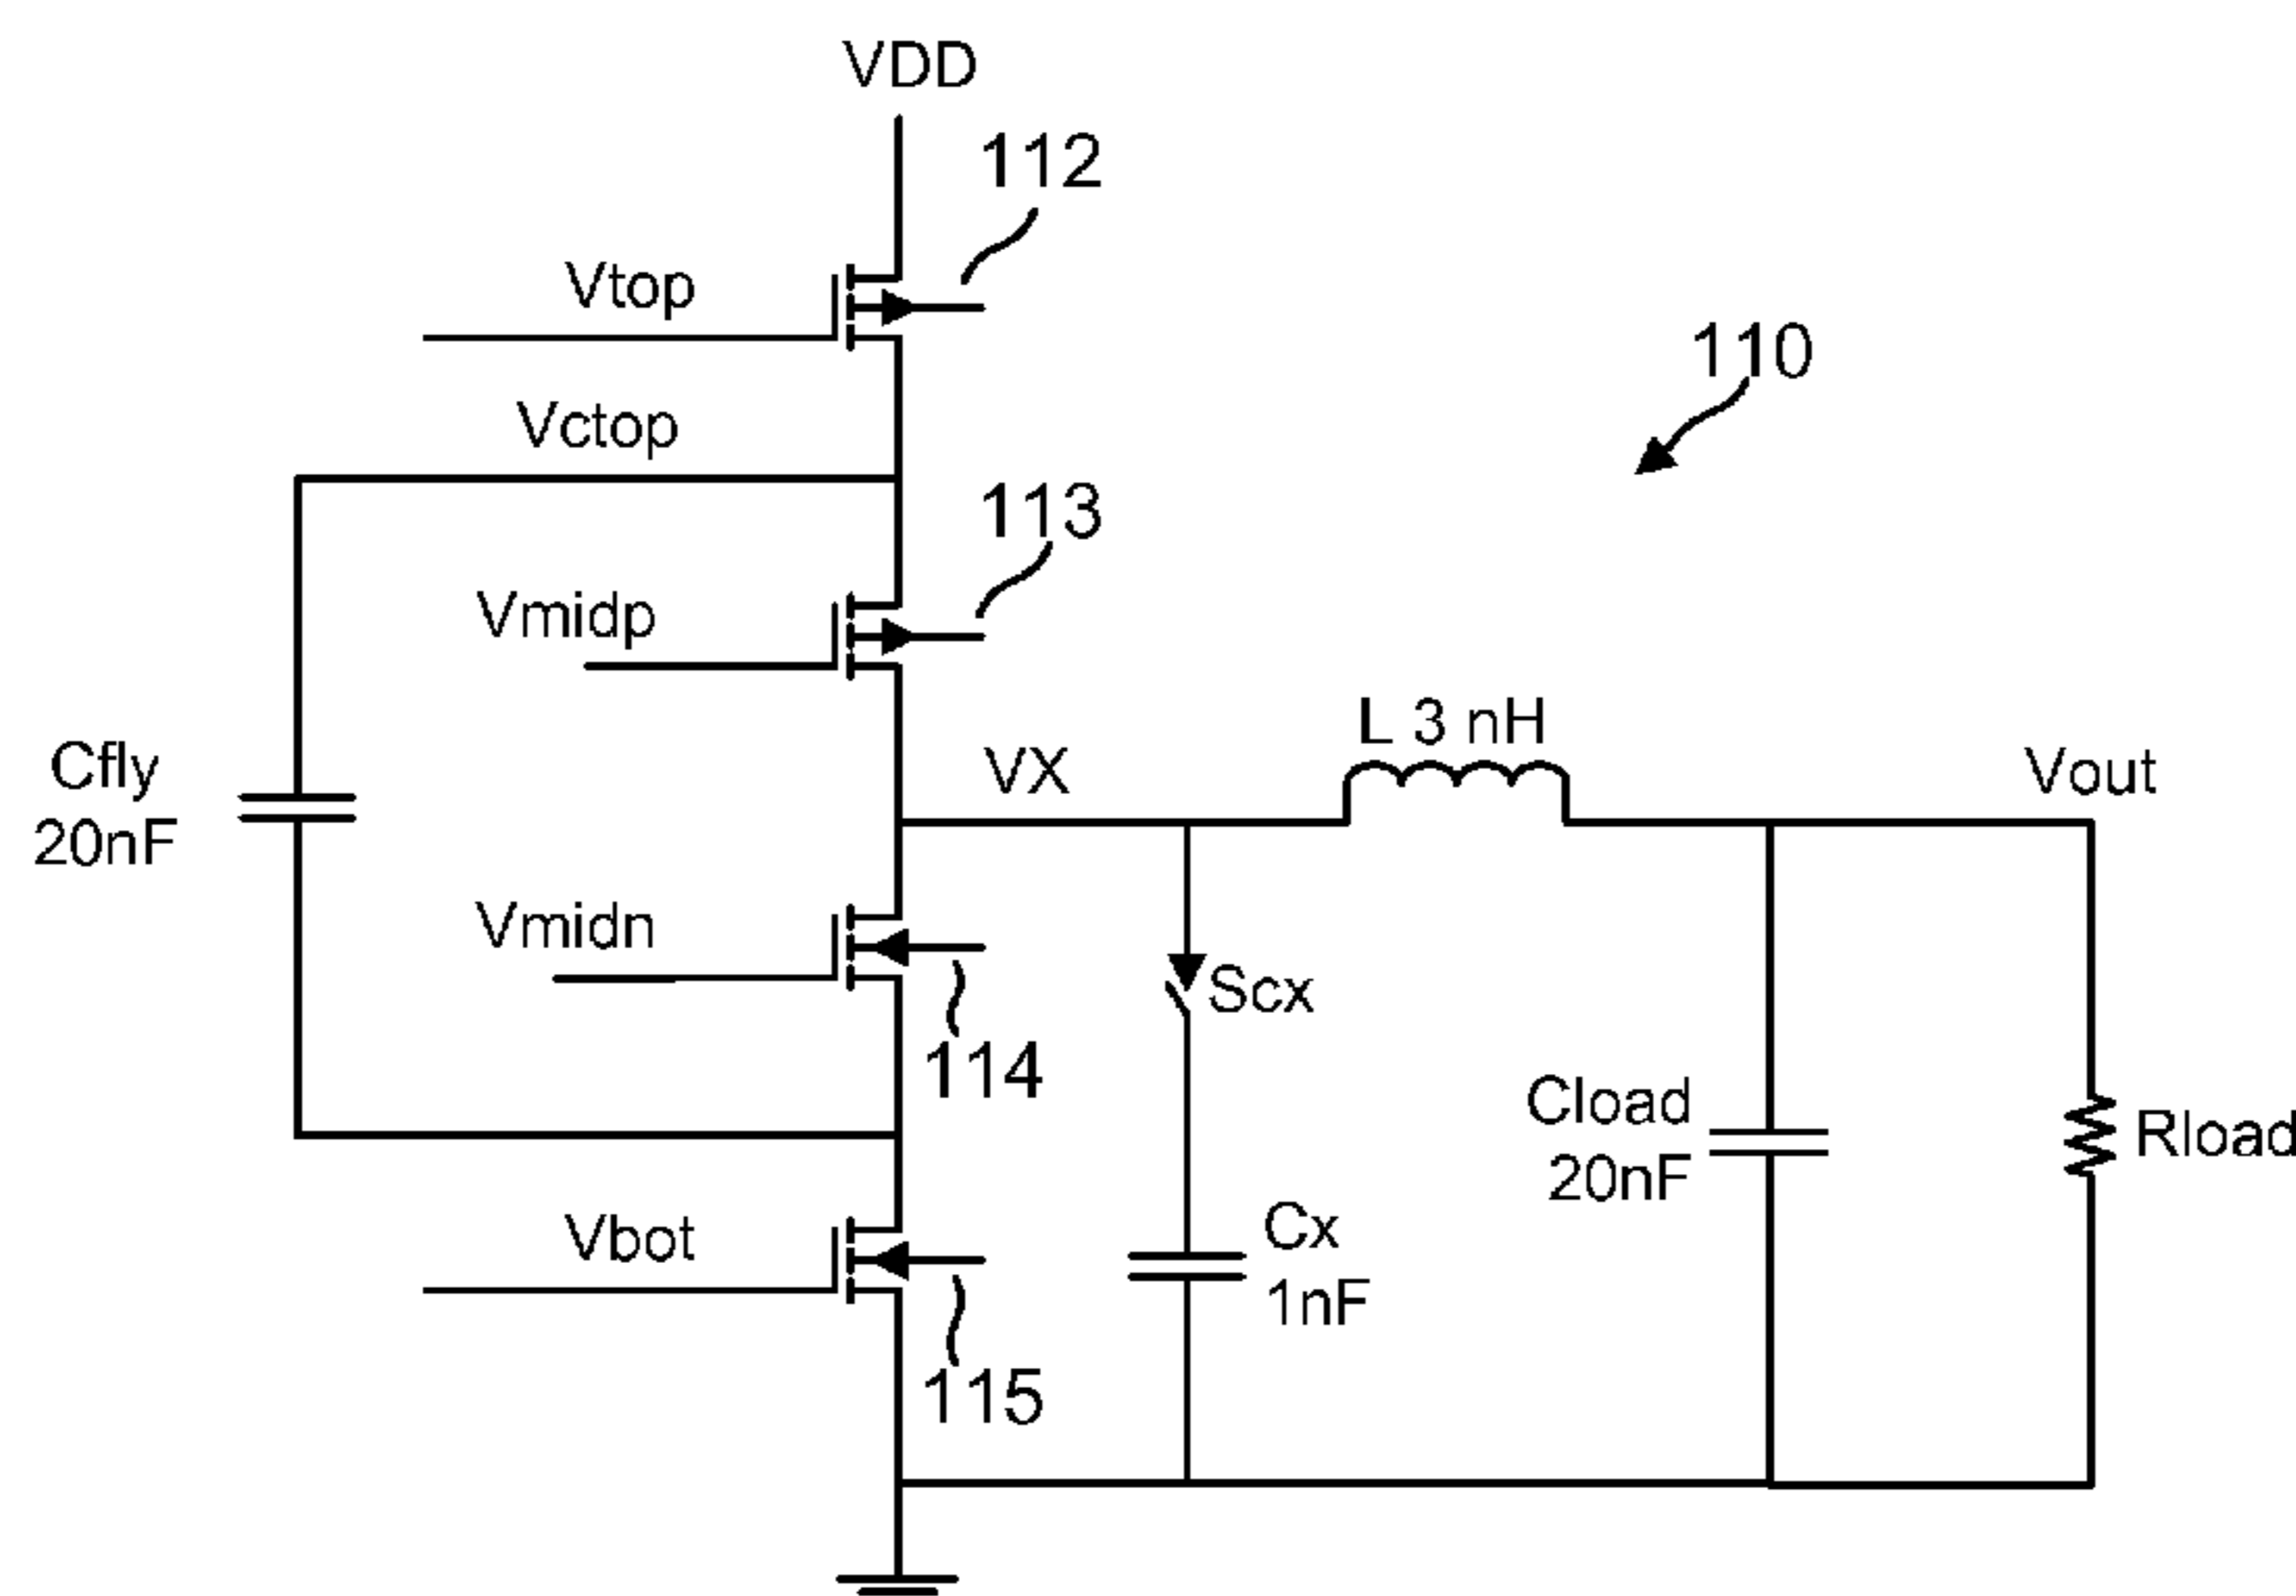 VDD
112
Vtop
110
Vctop
113
Vmidp
L 3 nH
Cfly
20nF
VX
Vout
Vmidn
Scx
114
Cload
20nF
Rload
Vbot
Cx
1nF
115